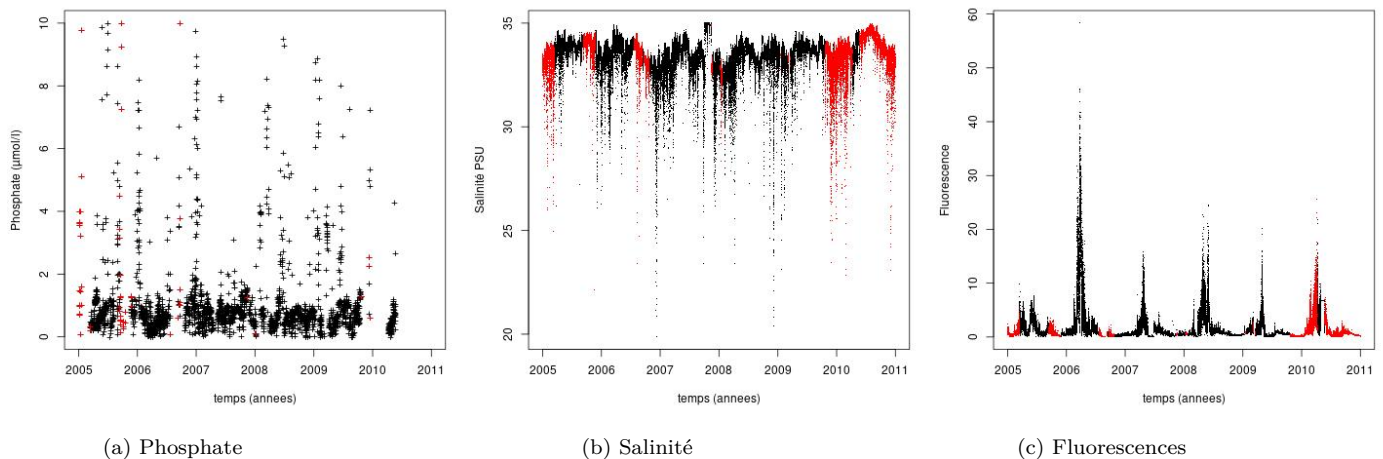 Phosphate (µmol/l)
10
8
6
4
2
0
2005 2006 2007 2008 2009 2010 2011
temps (annees)
(a) Phosphate
Salinité PSU
35
30
25
20
2005 2006 2007 2008 2009 2010 2011
temps (annees)
(b) Salinité
Fluorescence
60
50
40
30
20
10
0
2005 2006 2007 2008 2009 2010 2011
temps (annees)
(c) Fluorescences